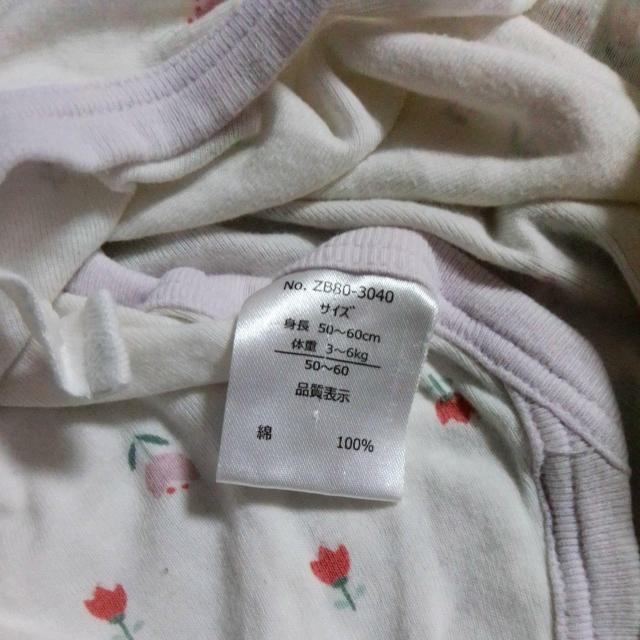 No. ZB80-3040
サイズ
身長 50～60cm
体重 3～6kg
50～60
品質表示
綿 100%